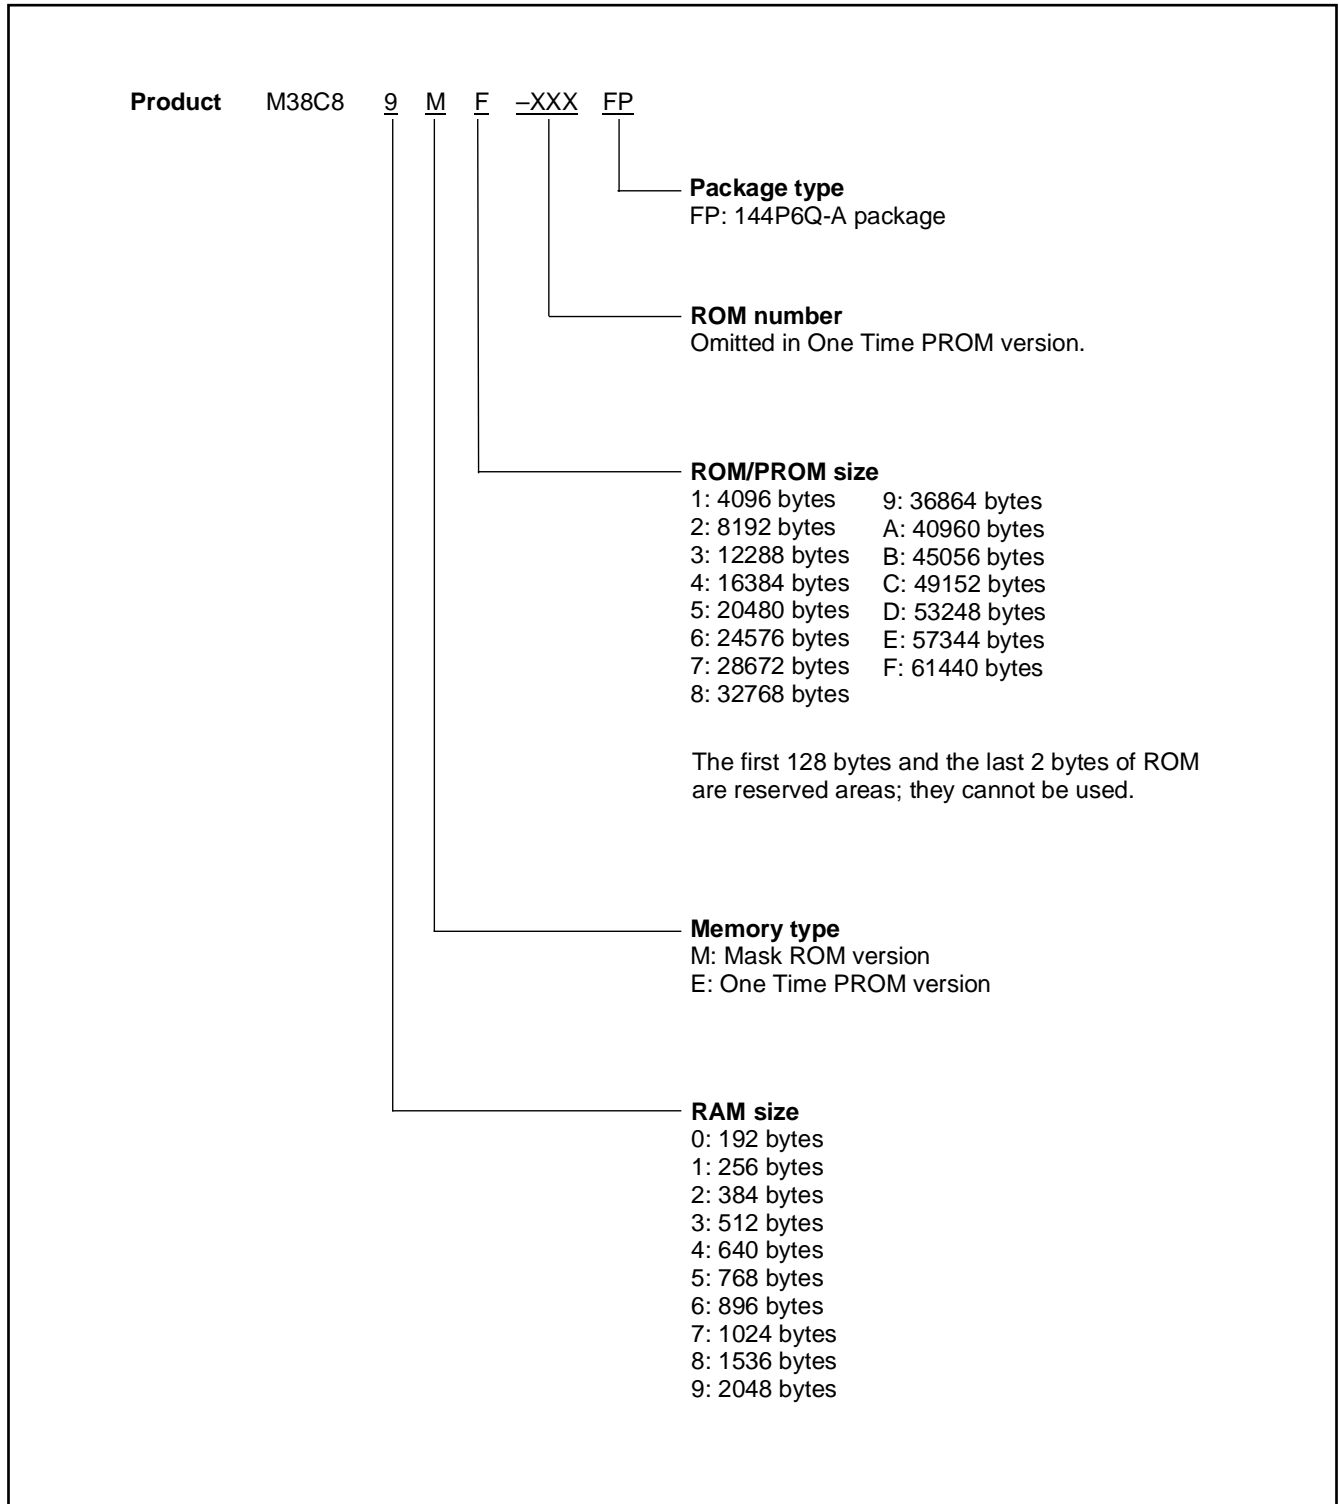 Product M38C8 9 M F –XXX FP
Package type
FP: 144P6Q-A package
ROM number
Omitted in One Time PROM version.
ROM/PROM size
1: 4096 bytes
2: 8192 bytes
3: 12288 bytes
4: 16384 bytes
5: 20480 bytes
6: 24576 bytes
7: 28672 bytes
8: 32768 bytes
9: 36864 bytes
A: 40960 bytes
B: 45056 bytes
C: 49152 bytes
D: 53248 bytes
E: 57344 bytes
F: 61440 bytes
The first 128 bytes and the last 2 bytes of ROM
are reserved areas; they cannot be used.
Memory type
M: Mask ROM version
E: One Time PROM version
RAM size
0: 192 bytes
1: 256 bytes
2: 384 bytes
3: 512 bytes
4: 640 bytes
5: 768 bytes
6: 896 bytes
7: 1024 bytes
8: 1536 bytes
9: 2048 bytes